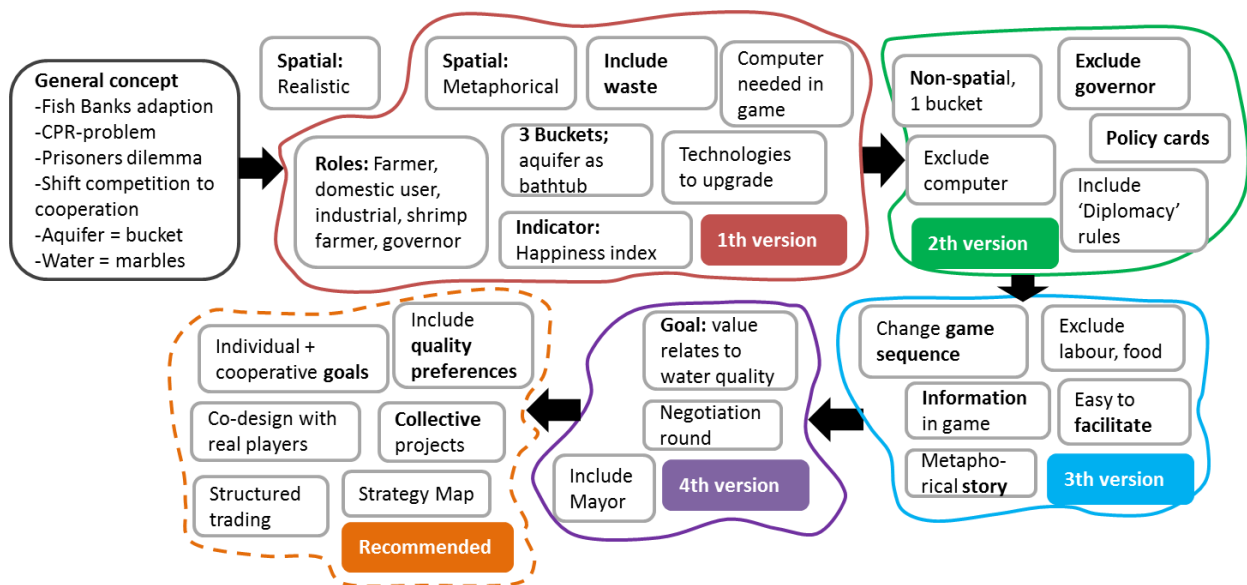 General concept
-Fish Banks adaption
-CPR-problem
-Prisoners dilemma
-Shift competition to
cooperation
-Aquifer = bucket
-Water = marbles
Spatial:
Realistic
Spatial:
Metaphorical
Include
waste
Computer
needed in
game
Roles: Farmer,
domestic user,
industrial, shrimp
farmer, governor
3 Buckets;
aquifer as
bathtub
Technologies
to upgrade
Indicator:
Happiness index
1th version
Non-spatial,
1 bucket
Exclude
governor
Policy cards
Exclude
computer
Include
‘Diplomacy’
rules
2th version
Change game
sequence
Exclude
labour, food
Information
in game
Easy to
facilitate
Metapho-
rical story
3th version
Goal: value
relates to
water quality
Negotiation
round
Include
Mayor
4th version
Individual +
cooperative goals
Include
quality
preferences
Co-design with
real players
Collective
projects
Structured
trading
Strategy Map
Recommended